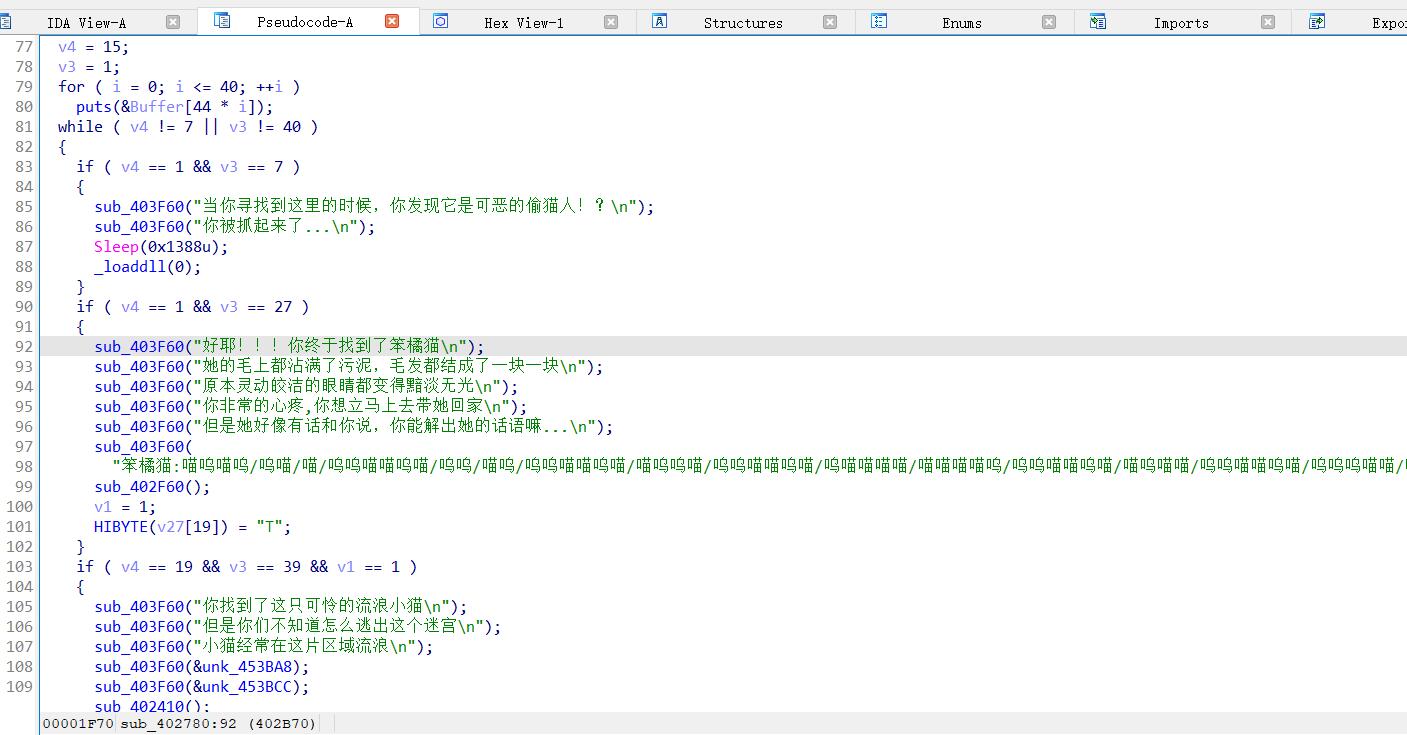 IDA View-A Pseudocode-A Hex View-1 Structures Enums Imports
77 v4 = 15;
78 v3 = 1;
79 for ( i = 0; i <= 40; ++i )
80 puts(&Buffer[44 * i]);
81 while ( v4 != 7 || v3 != 40 )
82 {
83 if ( v4 == 1 && v3 == 7 )
84 {
85 sub_403F60("当你寻找到这里的时候，你发现它是可恶的偷猫人！？\n");
86 sub_403F60("你被抓起来了...\n");
87 Sleep(0x1388u);
88 _loaddll(0);
89 }
90 if ( v4 == 1 && v3 == 27 )
91 {
92 sub_403F60("好耶！！！你终于找到了笨橘猫\n");
93 sub_403F60("她的毛上都沾满了污泥，毛发都结成了一块一块\n");
94 sub_403F60("原本灵动皎洁的眼睛都变得黯淡无光\n");
95 sub_403F60("你非常的心疼,你想立马上去带她回家\n");
96 sub_403F60("但是她好像有话和你说，你能解出她的话语嘛...\n");
97 sub_403F60(
98 "笨橘猫:喵呜喵呜/呜喵/喵/呜呜喵喵呜喵/呜呜/喵呜/呜呜喵喵呜喵/喵呜呜喵/呜呜喵喵呜喵/呜喵喵喵喵/喵喵喵喵呜/呜呜喵喵呜喵/喵呜喵喵/呜呜喵喵呜喵/呜呜呜喵喵/
99 sub_402F60();
100 v1 = 1;
101 HIBYTE(v27[19]) = "T";
102 }
103 if ( v4 == 19 && v3 == 39 && v1 == 1 )
104 {
105 sub_403F60("你找到了这只可怜的流浪小猫\n");
106 sub_403F60("但是你们不知道怎么逃出这个迷宫\n");
107 sub_403F60("小猫经常在这片区域流浪\n");
108 sub_403F60(&unk_453BA8);
109 sub_403F60(&unk_453BCC);
sub_402410();
00001F70 sub_402780:92 (402B70)